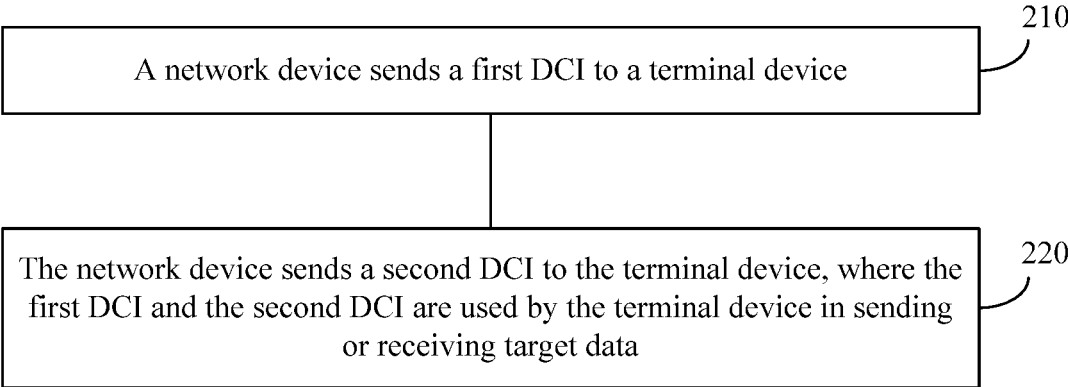 210
A network device sends a first DCI to a terminal device
220
The network device sends a second DCI to the terminal device, where the
first DCI and the second DCI are used by the terminal device in sending
or receiving target data